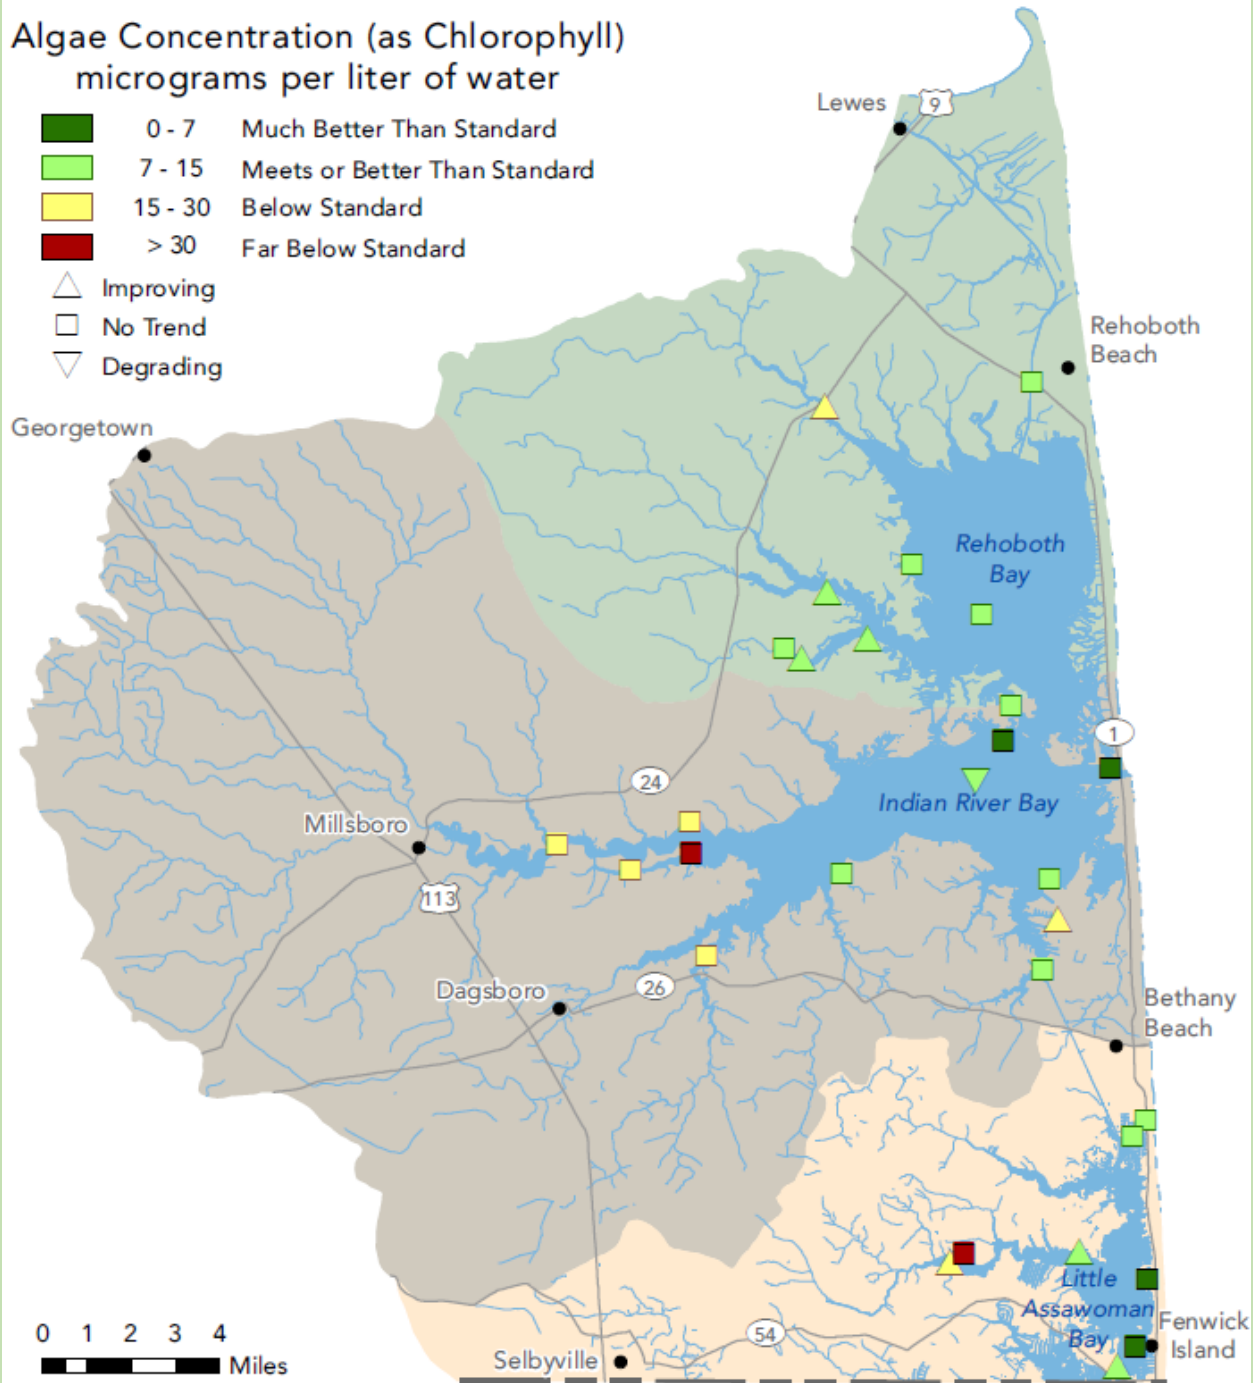 Algae Concentration (as Chlorophyll)
micrograms per liter of water
0 - 7 Much Better Than Standard
7 - 15 Meets or Better Than Standard
15 - 30 Below Standard
> 30 Far Below Standard
Improving
No Trend
Degrading
Lewes
9
Rehoboth
Beach
Georgetown
Rehoboth
Bay
1
24
Indian River Bay
Millsboro
113
Dagsboro
26
Bethany
Beach
Little
Assawoman
Bay
Fenwick
Island
54
Selbyville
0 1 2 3 4
Miles